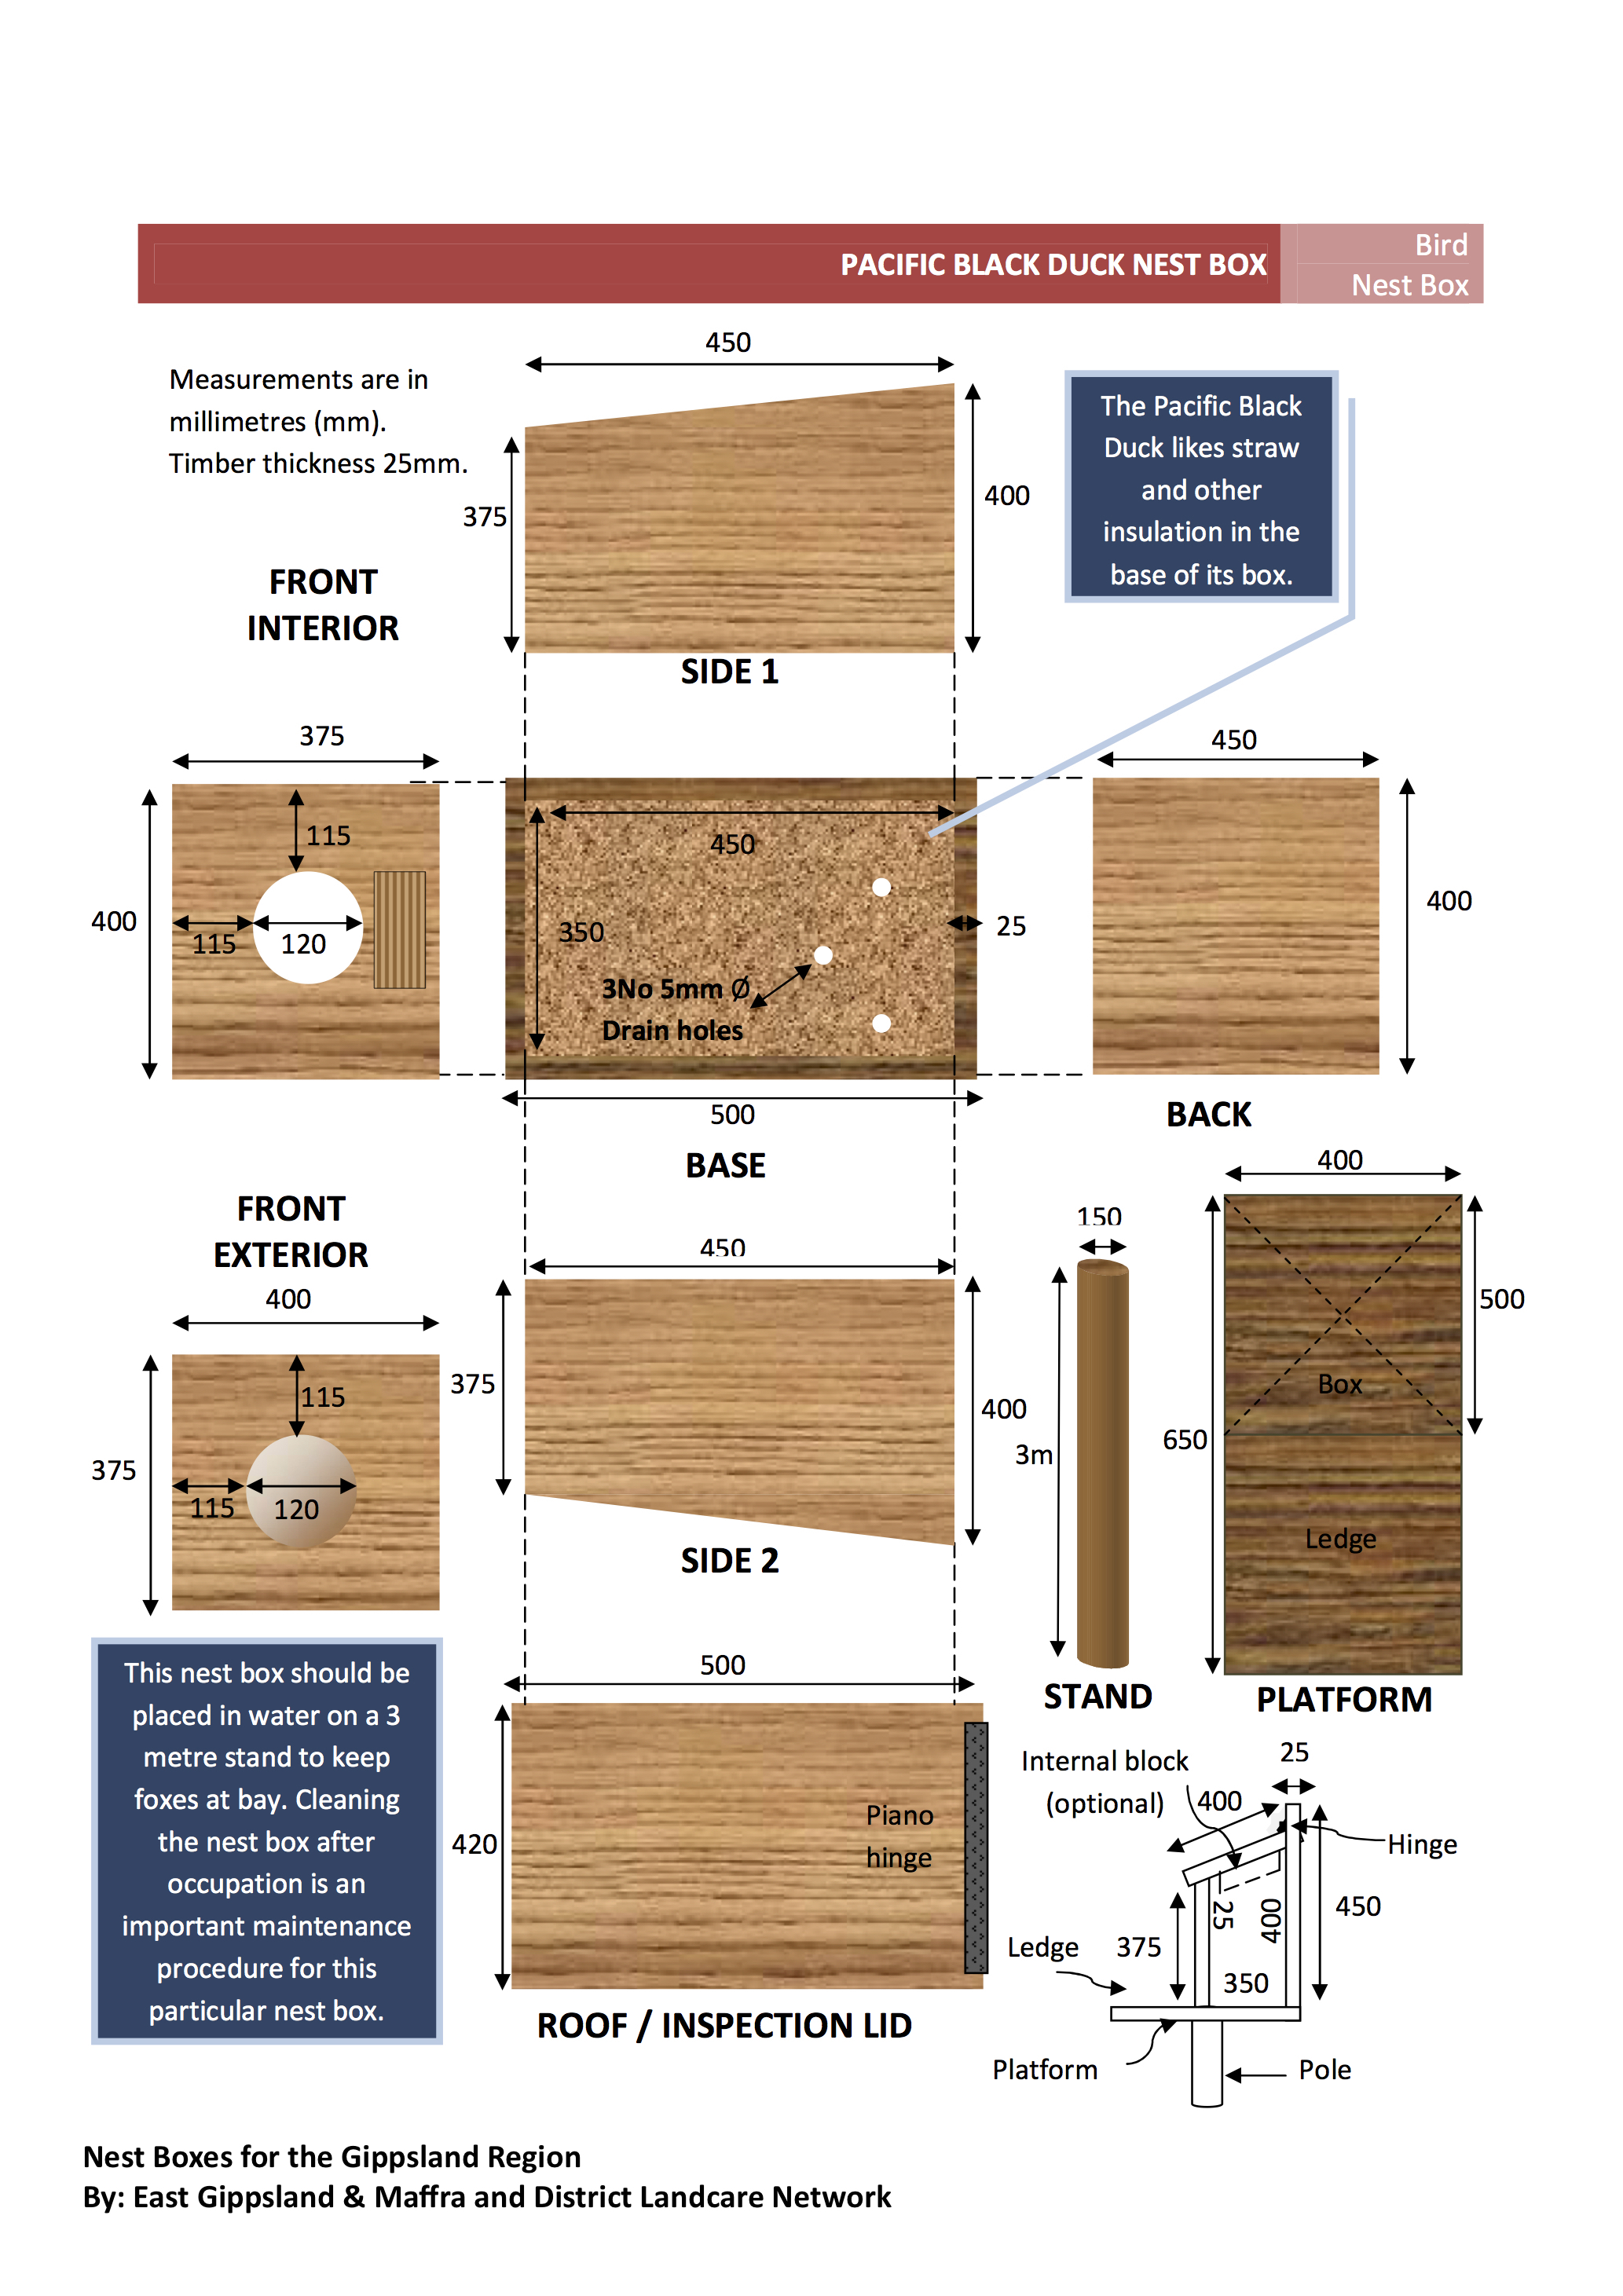 PACIFIC BLACK DUCK NEST BOX
Bird
Nest Box
Measurements are in
millimetres (mm).
Timber thickness 25mm.
450
375
400
SIDE 1
The Pacific Black
Duck likes straw
and other
insulation in the
base of its box.
FRONT
INTERIOR
375
115
400
115
120
450
350
25
3No 5mm Ø
Drain holes
500
BASE
450
400
BACK
FRONT
EXTERIOR
400
115
375
115
120
450
375
400
SIDE 2
150
3m
STAND
400
500
Box
650
Ledge
PLATFORM
This nest box should be
placed in water on a 3
metre stand to keep
foxes at bay. Cleaning
the nest box after
occupation is an
important maintenance
procedure for this
particular nest box.
500
420
Piano
hinge
ROOF / INSPECTION LID
Internal block
(optional)
25
400
Hinge
25
400
450
Ledge
375
350
Platform
Pole
Nest Boxes for the Gippsland Region
By: East Gippsland & Maffra and District Landcare Network